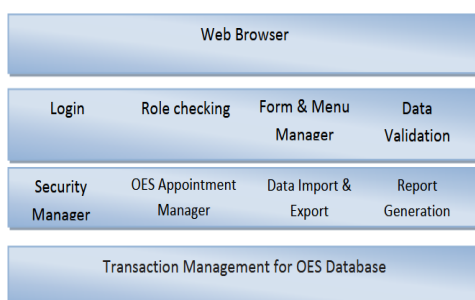 Web Browser
Login Role checking Form & Menu Manager Data Validation
Security Manager OES Appointment Manager Data Import & Export Report Generation
Transaction Management for OES Database